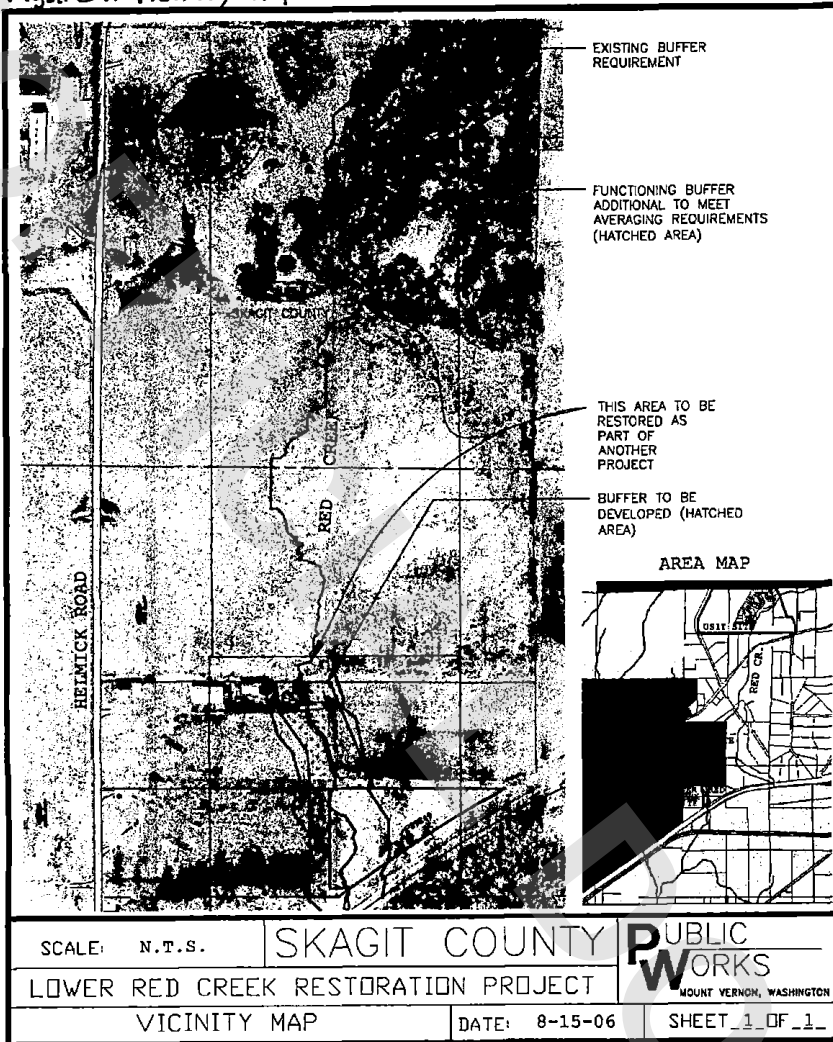 EXISTING BUFFER
REQUIREMENT
FUNCTIONING BUFFER
ADDITIONAL TO MEET
AVERAGING REQUIREMENTS
(HATCHED AREA)
SKAGIT COUNTY
THIS AREA TO BE
RESTORED AS
PART OF
ANOTHER
PROJECT
RED CREEK
BUFFER TO BE
DEVELOPED (HATCHED
AREA)
HELMICK ROAD
AREA MAP
RED CR.
SCALE: N.T.S.
SKAGIT COUNTY
PUBLIC
WORKS
MOUNT VERNON, WASHINGTON
LOWER RED CREEK RESTORATION PROJECT
VICINITY MAP
DATE: 8-15-06
SHEET 1 OF 1